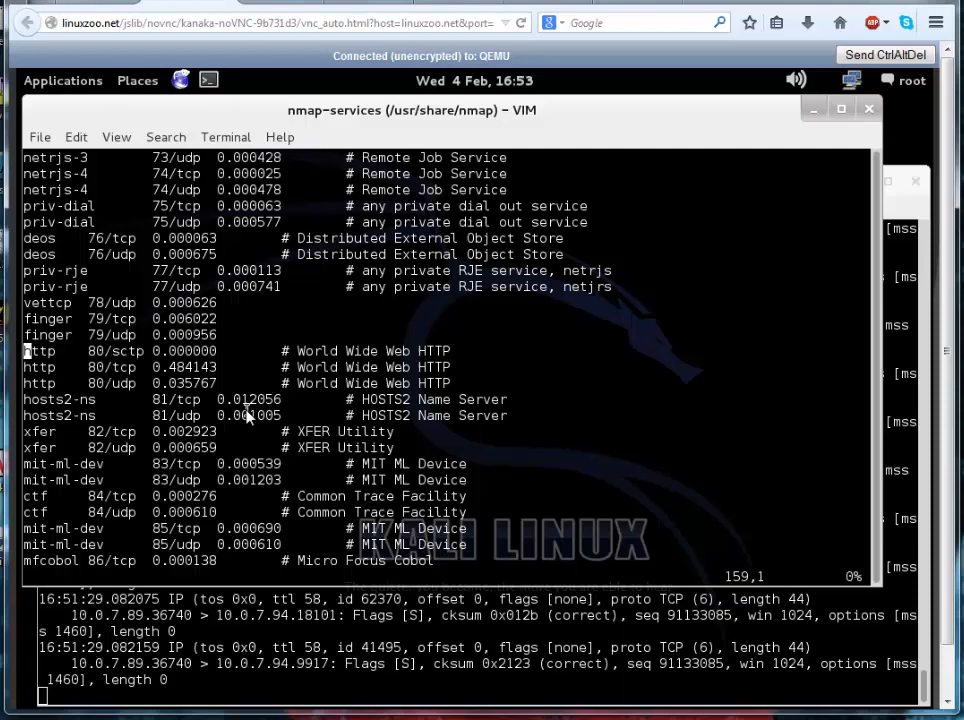 linuxzoo.net/jslib/novnc/kanaka-noVNC-9b731d3/vnc_auto.html?host=linuxzoo.net&port=
Google
Connected (unencrypted) to: QEMU
Send CtrlAltDel
Applications Places Wed 4 Feb, 16:53 root
nmap-services (/usr/share/nmap) - VIM
File Edit View Search Terminal Help
netrjs-3 73/udp 0.000428 # Remote Job Service
netrjs-4 74/tcp 0.000025 # Remote Job Service
netrjs-4 74/udp 0.000478 # Remote Job Service
priv-dial 75/tcp 0.000063 # any private dial out service
priv-dial 75/udp 0.000577 # any private dial out service
deos 76/tcp 0.000063 # Distributed External Object Store
deos 76/udp 0.000675 # Distributed External Object Store
priv-rje 77/tcp 0.000113 # any private RJE service, netrjs
priv-rje 77/udp 0.000741 # any private RJE service, netjrs
vettcp 78/udp 0.000626
finger 79/tcp 0.006022
finger 79/udp 0.000956
http 80/sctp 0.000000 # World Wide Web HTTP
http 80/tcp 0.484143 # World Wide Web HTTP
http 80/udp 0.035767 # World Wide Web HTTP
hosts2-ns 81/tcp 0.012056 # HOSTS2 Name Server
hosts2-ns 81/udp 0.001005 # HOSTS2 Name Server
xfer 82/tcp 0.002923 # XFER Utility
xfer 82/udp 0.000659 # XFER Utility
mit-ml-dev 83/tcp 0.000539 # MIT ML Device
mit-ml-dev 83/udp 0.001203 # MIT ML Device
ctf 84/tcp 0.000276 # Common Trace Facility
ctf 84/udp 0.000610 # Common Trace Facility
mit-ml-dev 85/tcp 0.000690 # MIT ML Device
mit-ml-dev 85/udp 0.000610 # MIT ML Device
mfcobol 86/tcp 0.000138 # Micro Focus Cobol
159,1 0%
KALI LINUX
[mss
[ms
mss
[ms
mss
[ms
16:51:29.082075 IP (tos 0x0, ttl 58, id 62370, offset 0, flags [none], proto TCP (6), length 44)
10.0.7.89.36740 > 10.0.7.94.18101: Flags [S], cksum 0x012b (correct), seq 91133085, win 1024, options [ms
s 1460], length 0
16:51:29.082159 IP (tos 0x0, ttl 58, id 41495, offset 0, flags [none], proto TCP (6), length 44)
10.0.7.89.36740 > 10.0.7.94.9917: Flags [S], cksum 0x2123 (correct), seq 91133085, win 1024, options [mss
1460], length 0